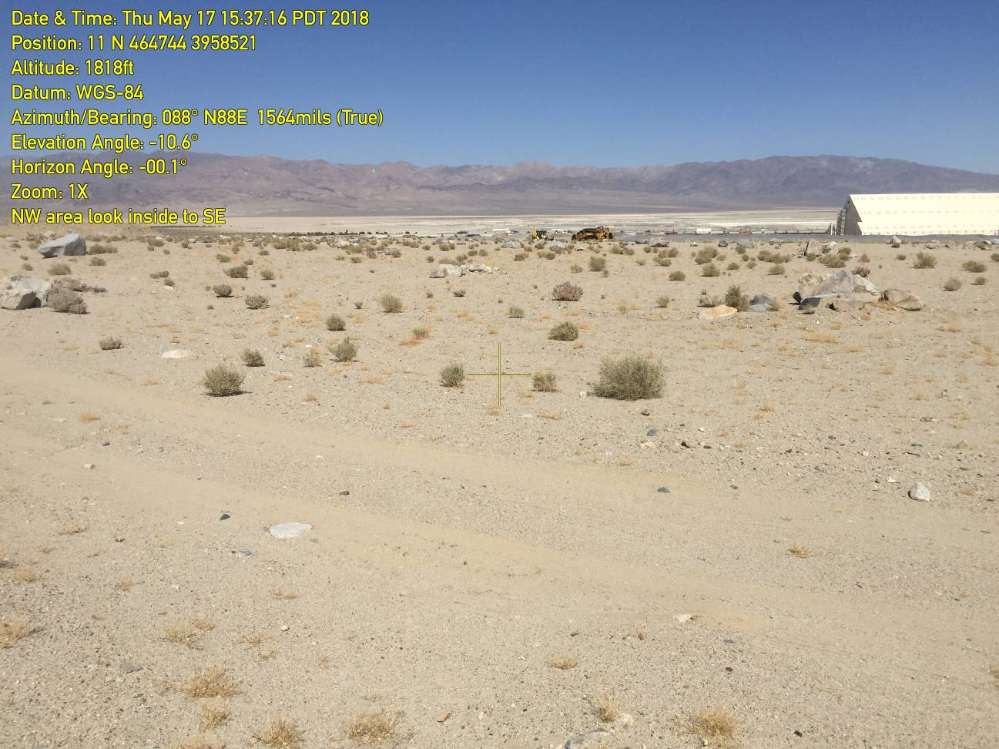 Date & Time: Thu May 17 15:37:16 PDT 2018
Position: 11 N 464744 3958521
Altitude: 1818ft
Datum: WGS-84
Azimuth/Bearing: 088° N88E 1564mils (True)
Elevation Angle: -10.6°
Horizon Angle: -00.1°
Zoom: 1X
NW area look inside to SE